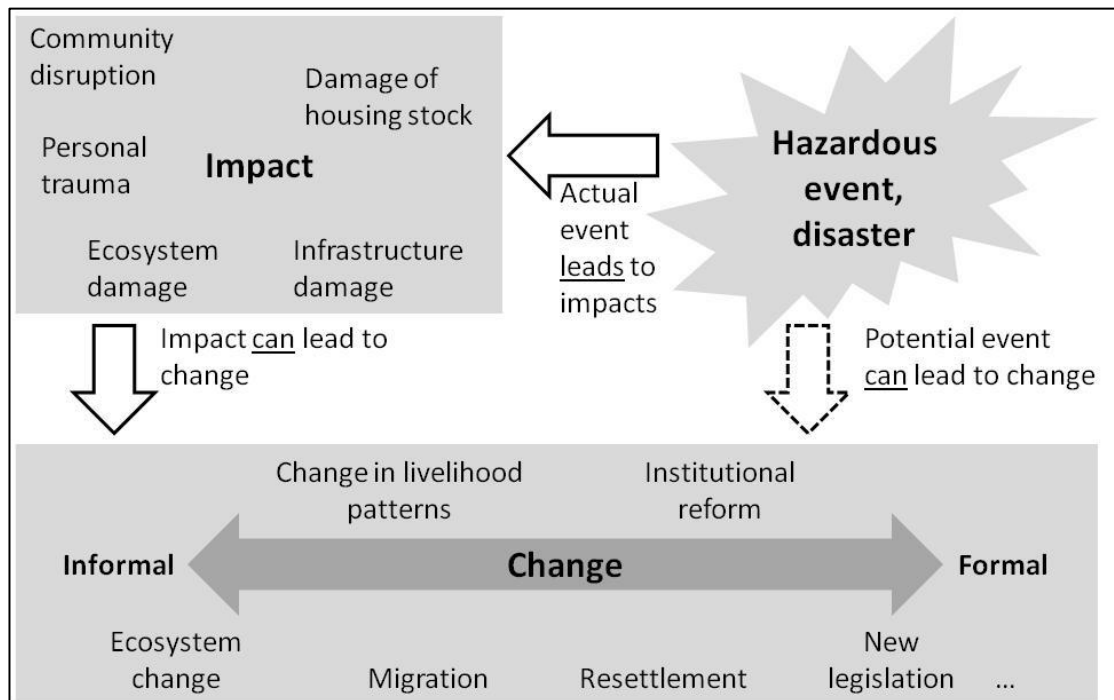 Community
disruption
Damage of
housing stock
Personal
trauma
Impact
Ecosystem
damage
Infrastructure
damage
Hazardous
event,
disaster
Actual
event
leads to
impacts
Impact can lead to
change
Potential event
can lead to change
Change in livelihood
patterns
Institutional
reform
Informal
Change
Formal
Ecosystem
change
Migration
Resettlement
New
legislation
...